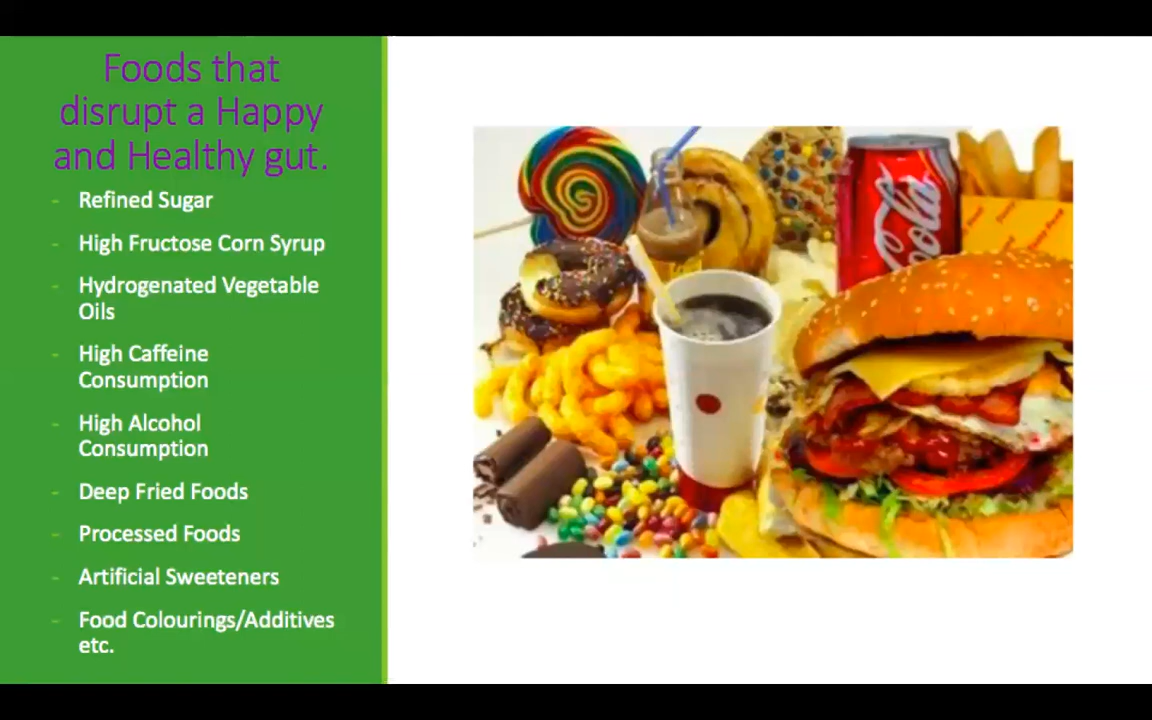 Foods that
disrupt a Happy
and Healthy gut.
- Refined Sugar
- High Fructose Corn Syrup
- Hydrogenated Vegetable
Oils
- High Caffeine
Consumption
- High Alcohol
Consumption
- Deep Fried Foods
- Processed Foods
- Artificial Sweeteners
- Food Colourings/Additives
etc.
Cola